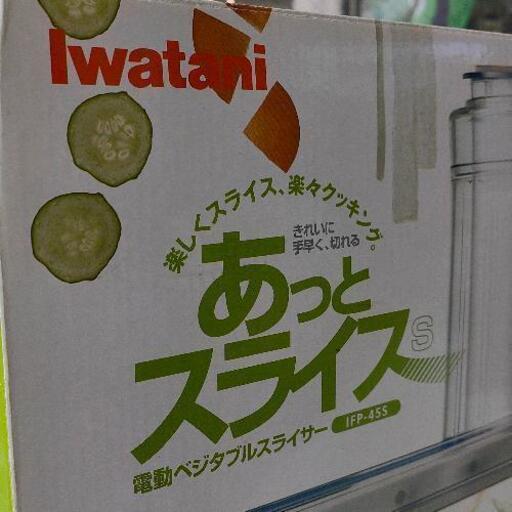 Iwatani
楽しくスライス、楽々クッキング。
きれいに
手早く、切れる
あっと
スライスS
電動ベジタブルスライサー IFP-45S